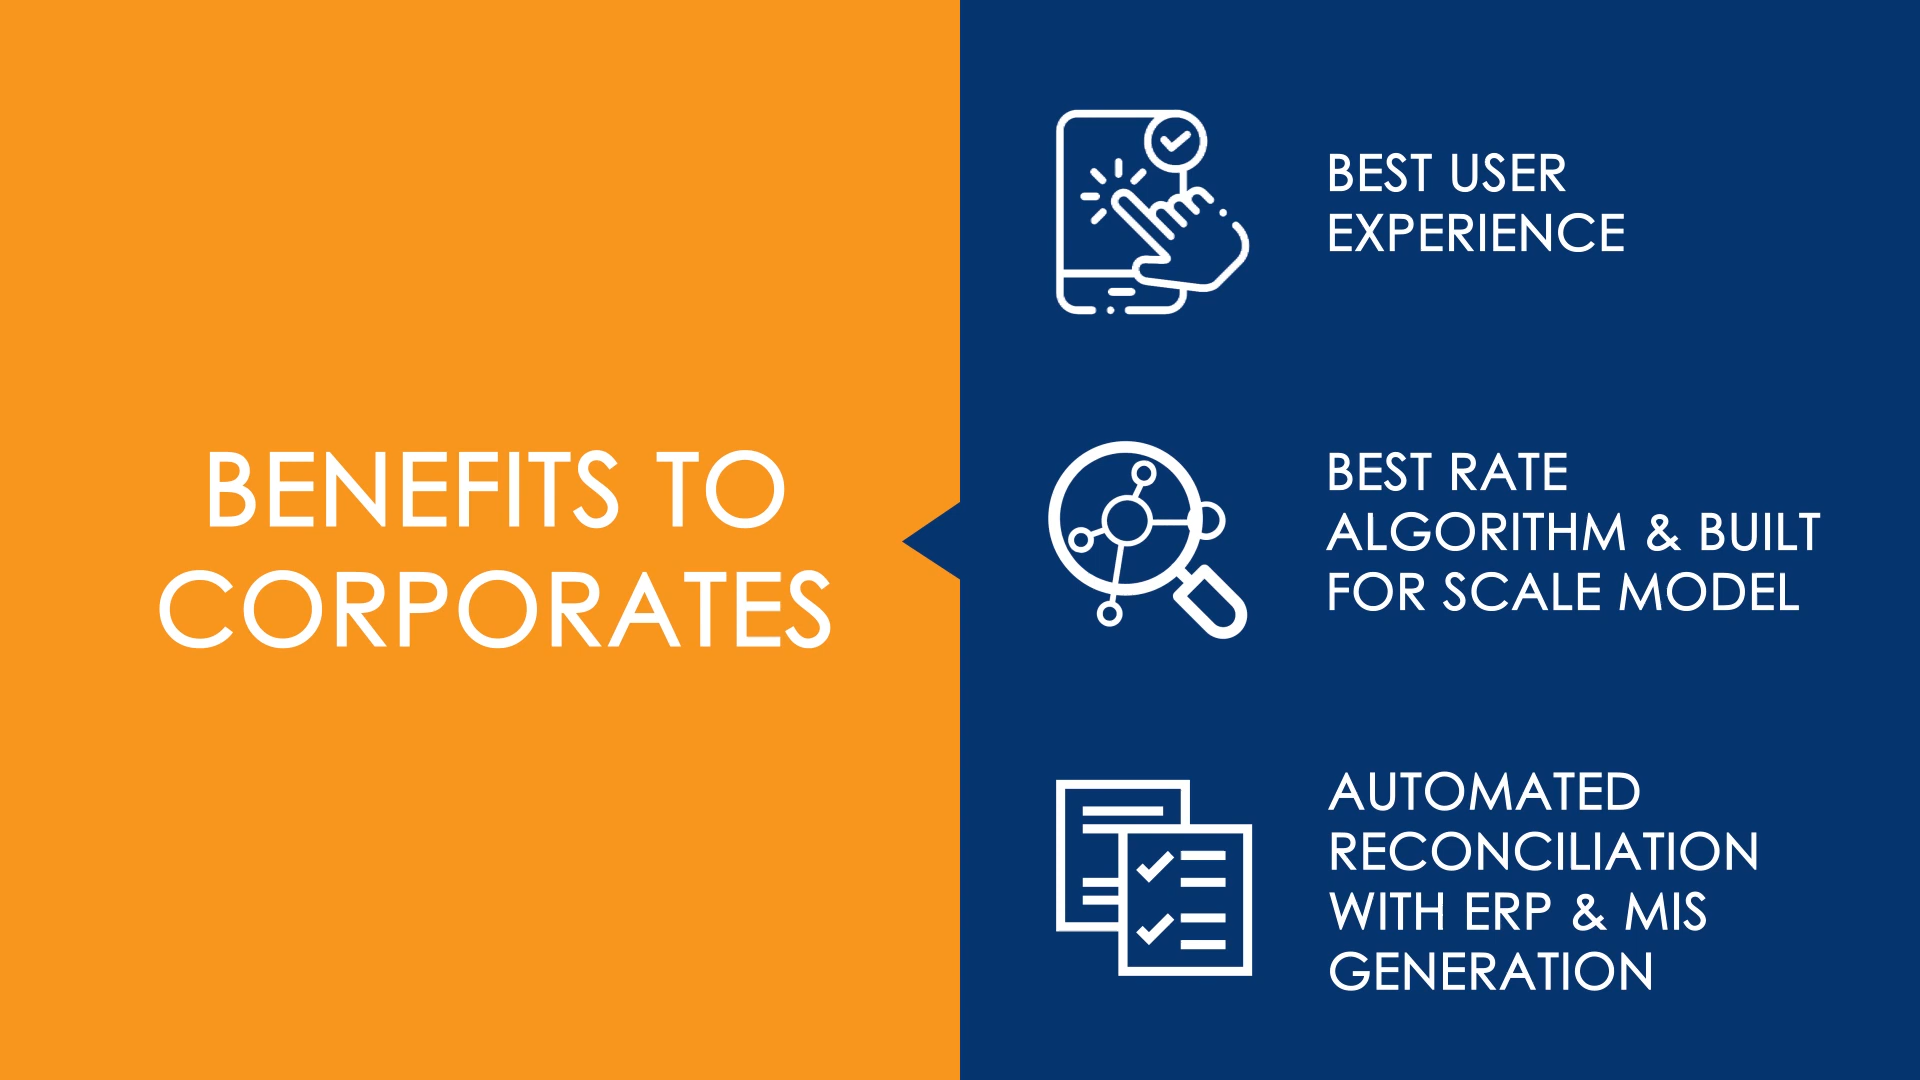 BENEFITS TO
CORPORATES
BEST USER
EXPERIENCE
BEST RATE
ALGORITHM & BUILT
FOR SCALE MODEL
AUTOMATED
RECONCILIATION
WITH ERP & MIS
GENERATION